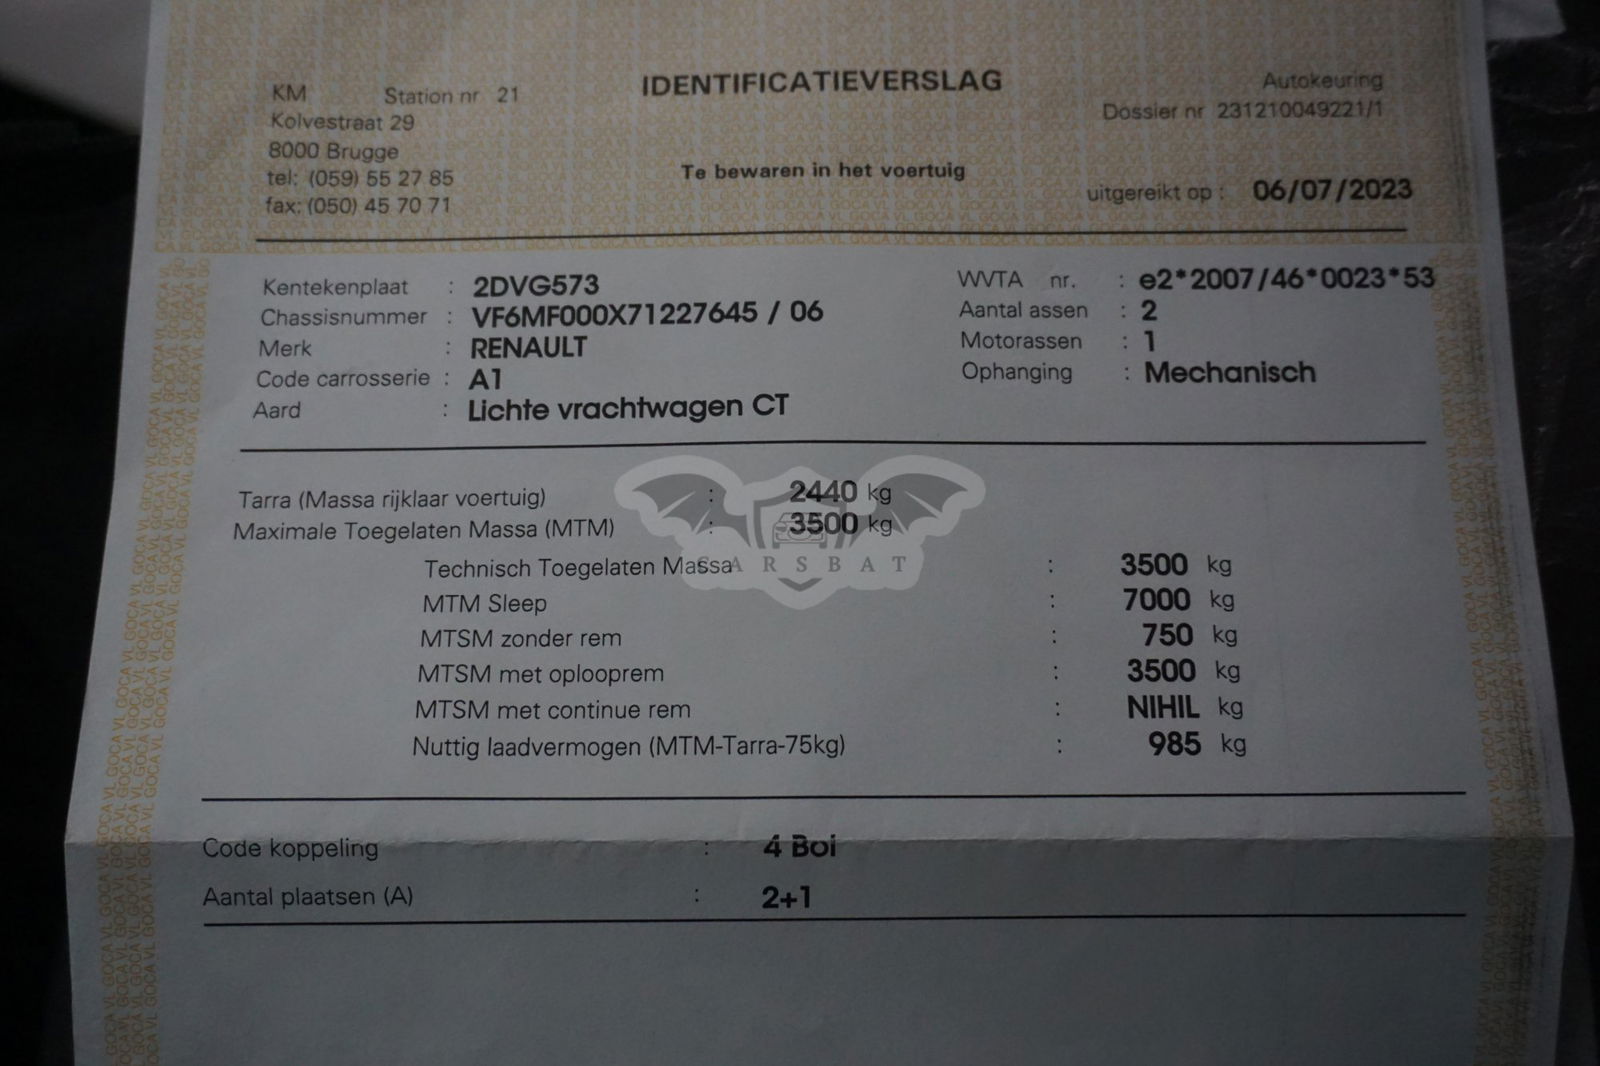 IDENTIFICATIEVERSLAG
KM Station nr 21
Kolvestraat 29
8000 Brugge
tel: (059) 55 27 85
fax: (050) 45 70 71
Te bewaren in het voertuig
Autokeuring
Dossier nr 231210049221/1
uitgereikt op : 06/07/2023
Kentekenplaat : 2DVG573
Chassisnummer : VF6MF000X71227645 / 06
Merk : RENAULT
Code carrosserie : A1
Aard : Lichte vrachtwagen CT
WVTA nr. : e2*2007/46*0023*53
Aantal assen : 2
Motorassen : 1
Ophanging : Mechanisch
Tarra (Massa rijklaar voertuig) : 2440 kg
Maximale Toegelaten Massa (MTM) : 3500 kg
CARSBAT
Technisch Toegelaten Massa : 3500 kg
MTM Sleep : 7000 kg
MTSM zonder rem : 750 kg
MTSM met oplooprem : 3500 kg
MTSM met continue rem : NIHIL kg
Nuttig laadvermogen (MTM-Tarra-75kg) : 985 kg
Code koppeling : 4 Bol
Aantal plaatsen (A) : 2+1